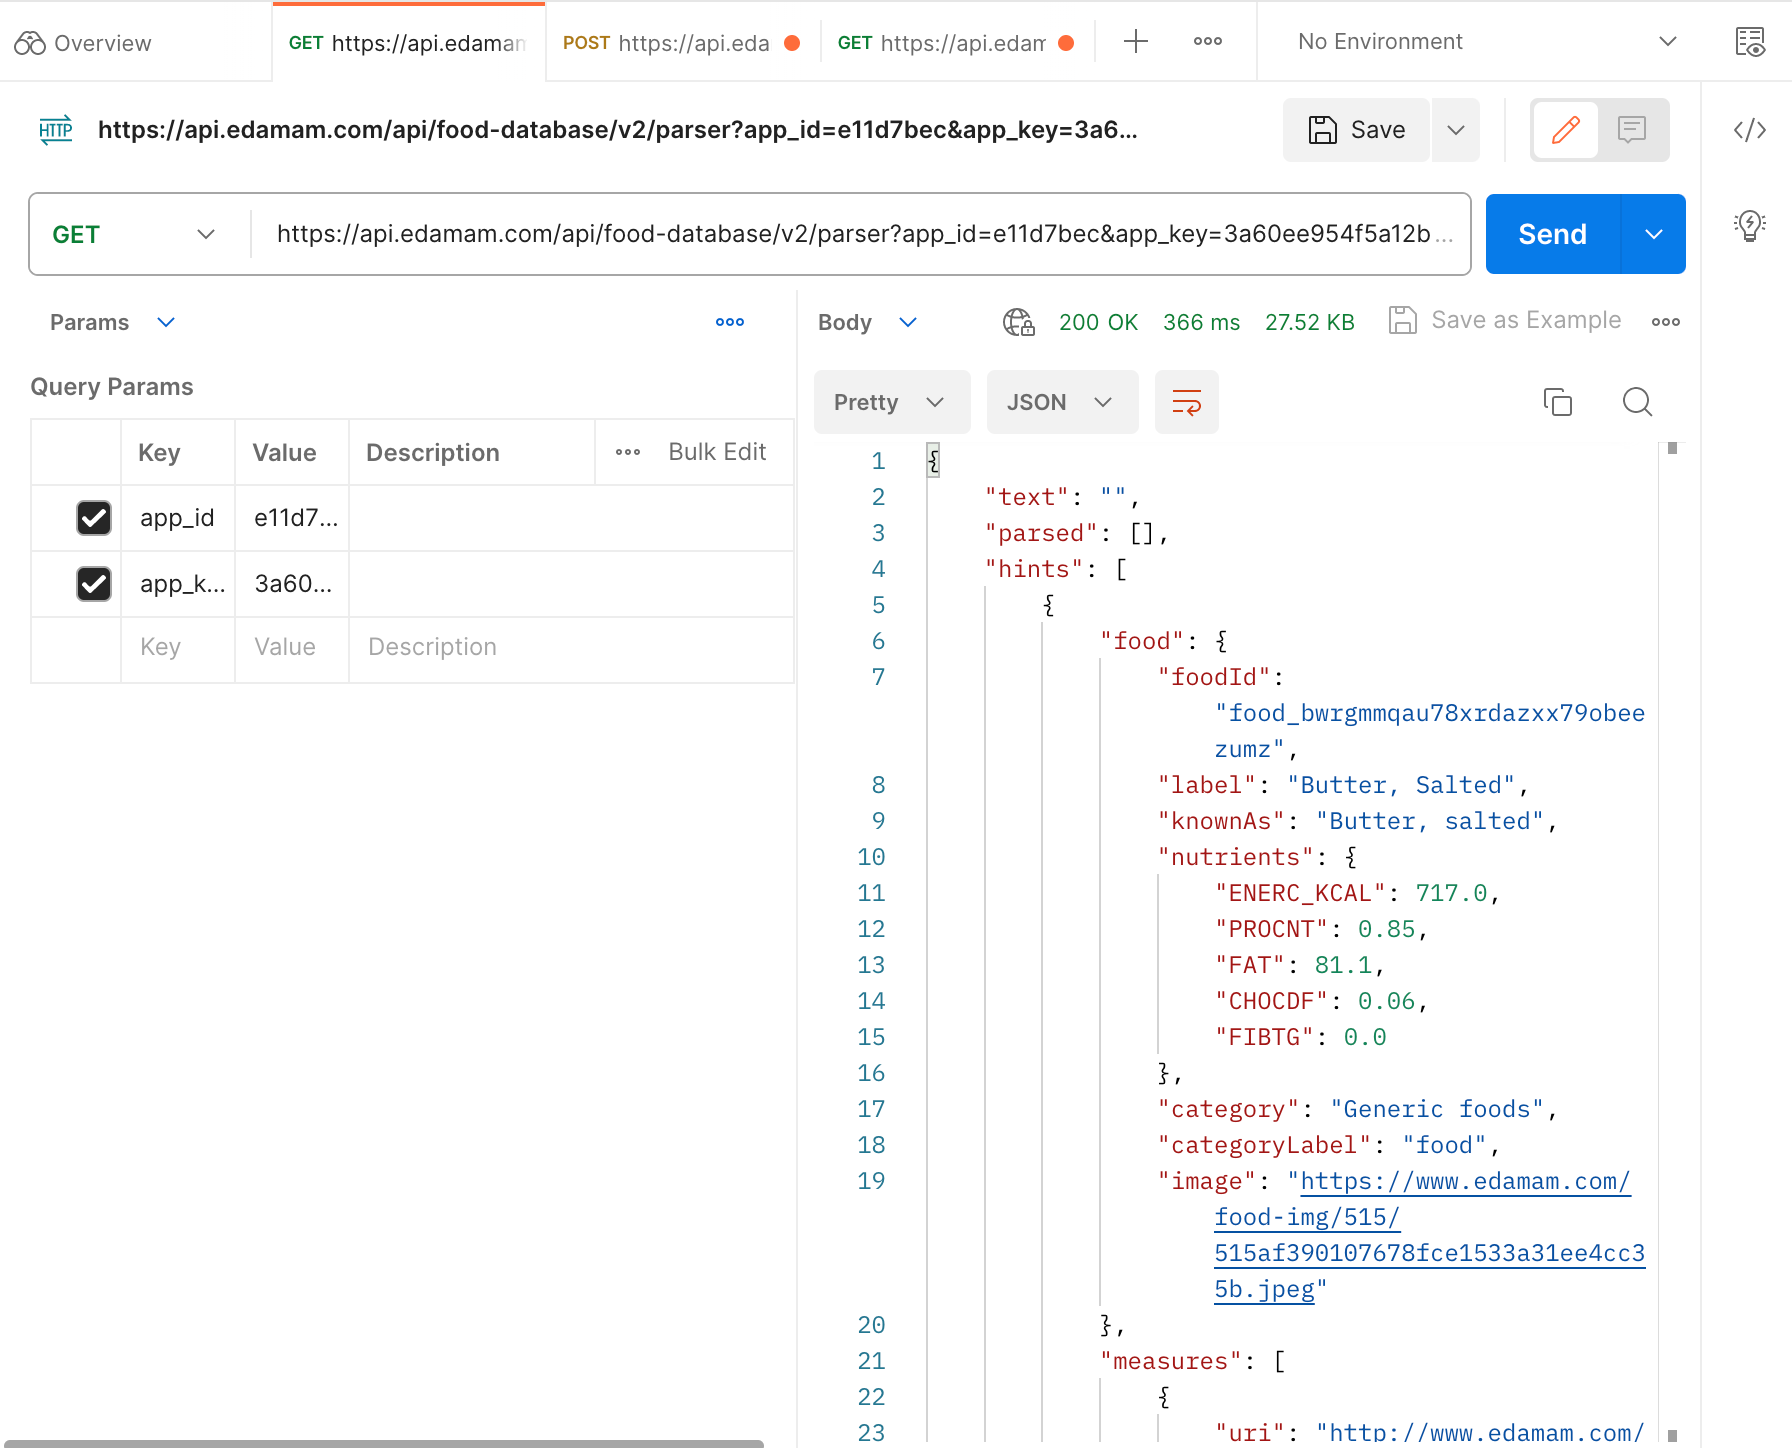 Overview
GET https://api.edamam
POST https://api.eda
GET https://api.edam
No Environment
HTTP
https://api.edamam.com/api/food-database/v2/parser?app_id=e11d7bec&app_key=3a6...
Save
GET
https://api.edamam.com/api/food-database/v2/parser?app_id=e11d7bec&app_key=3a60ee954f5a12b...
Send
Params
Query Params
Key Value Description Bulk Edit
app_id e11d7...
app_k... 3a60...
Key Value Description
Body
200 OK 366 ms 27.52 KB Save as Example
Pretty JSON
1 {
2 "text": "",
3 "parsed": [],
4 "hints": [
5 {
6 "food": {
7 "foodId":
"food_bwrgmmqau78xrdazxx79obee
zumz",
8 "label": "Butter, Salted",
9 "knownAs": "Butter, salted",
10 "nutrients": {
11 "ENERC_KCAL": 717.0,
12 "PROCNT": 0.85,
13 "FAT": 81.1,
14 "CHOCDF": 0.06,
15 "FIBTG": 0.0
16 },
17 "category": "Generic foods",
18 "categoryLabel": "food",
19 "image": "https://www.edamam.com/
food-img/515/
515af390107678fce1533a31ee4cc3
5b.jpeg"
20 },
21 "measures": [
22 {
23 "uri": "http://www.edamam.com/